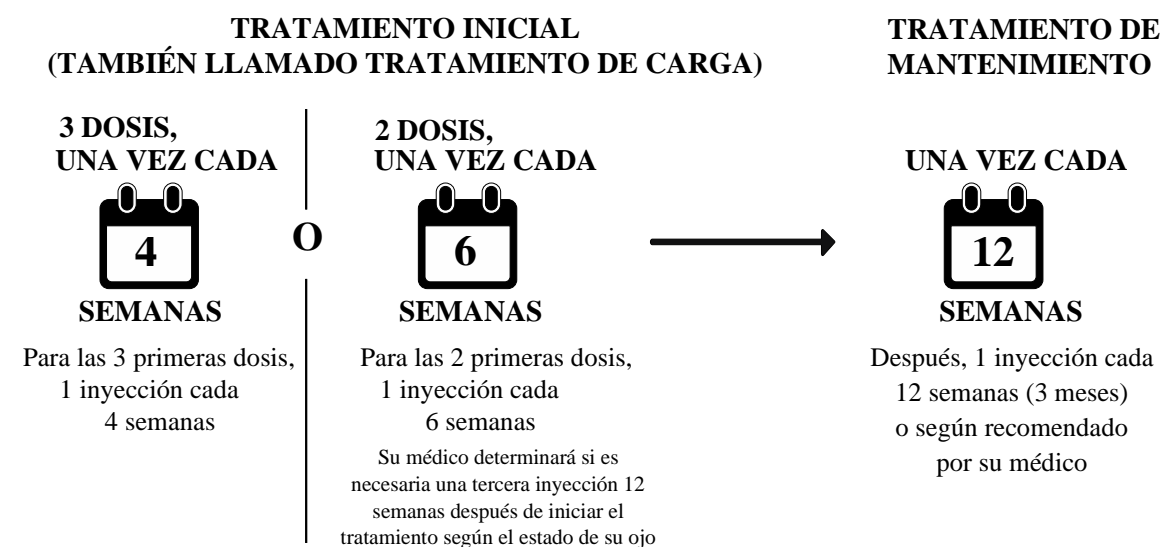 TRATAMIENTO INICIAL
(TAMBIÉN LLAMADO TRATAMIENTO DE CARGA)
3 DOSIS,
UNA VEZ CADA
4
SEMANAS
Para las 3 primeras dosis,
1 inyección cada
4 semanas
O
2 DOSIS,
UNA VEZ CADA
6
SEMANAS
Para las 2 primeras dosis,
1 inyección cada
6 semanas
Su médico determinará si es
necesaria una tercera inyección 12
semanas después de iniciar el
tratamiento según el estado de su ojo
TRATAMIENTO DE
MANTENIMIENTO
UNA VEZ CADA
12
SEMANAS
Después, 1 inyección cada
12 semanas (3 meses)
o según recomendado
por su médico